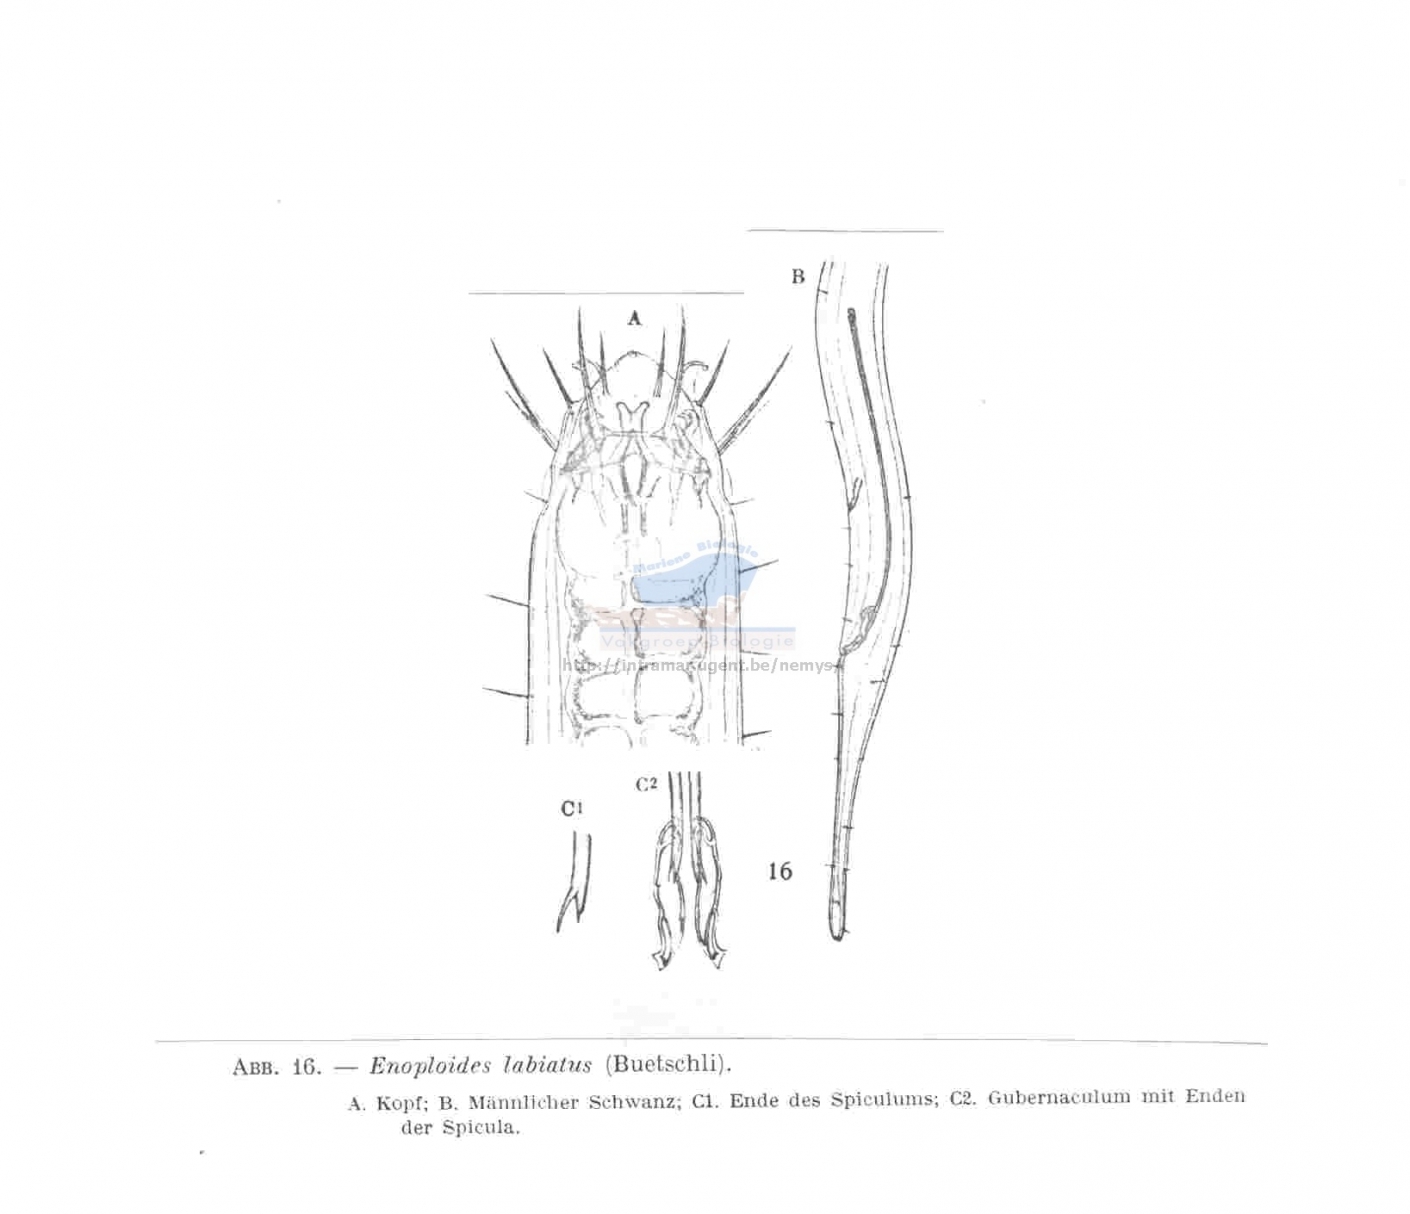 B
A
Mariene Biologie
Vakgroep Biologie
http://intramar.ugent.be/nemys
C2
C1
16
ABB. 16. — Enoploides labiatus (Buetschli).
A. Kopf; B. Männlicher Schwanz; C1. Ende des Spiculums; C2. Gubernaculum mit Enden
der Spicula.